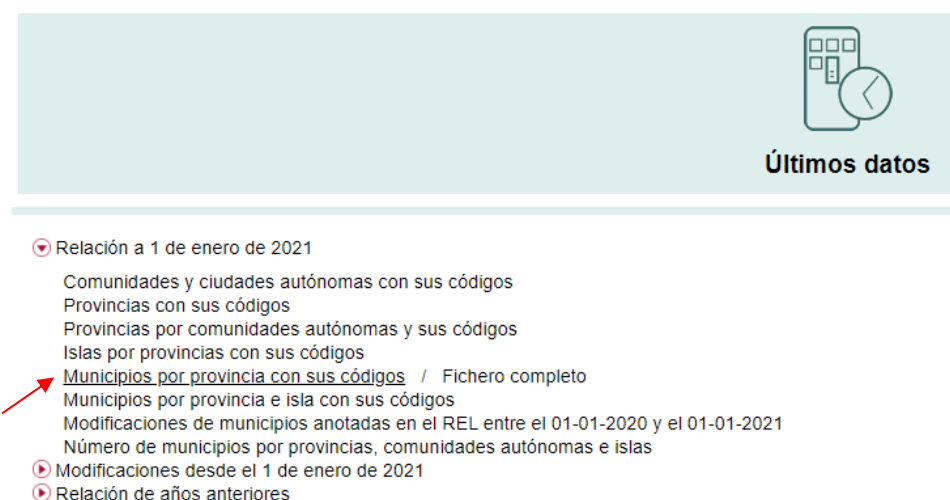 Últimos datos
Relación a 1 de enero de 2021
Comunidades y ciudades autónomas con sus códigos
Provincias con sus códigos
Provincias por comunidades autónomas y sus códigos
Islas por provincias con sus códigos
Municipios por provincia con sus códigos / Fichero completo
Municipios por provincia e isla con sus códigos
Modificaciones de municipios anotadas en el REL entre el 01-01-2020 y el 01-01-2021
Número de municipios por provincias, comunidades autónomas e islas
Modificaciones desde el 1 de enero de 2021
Relación de años anteriores